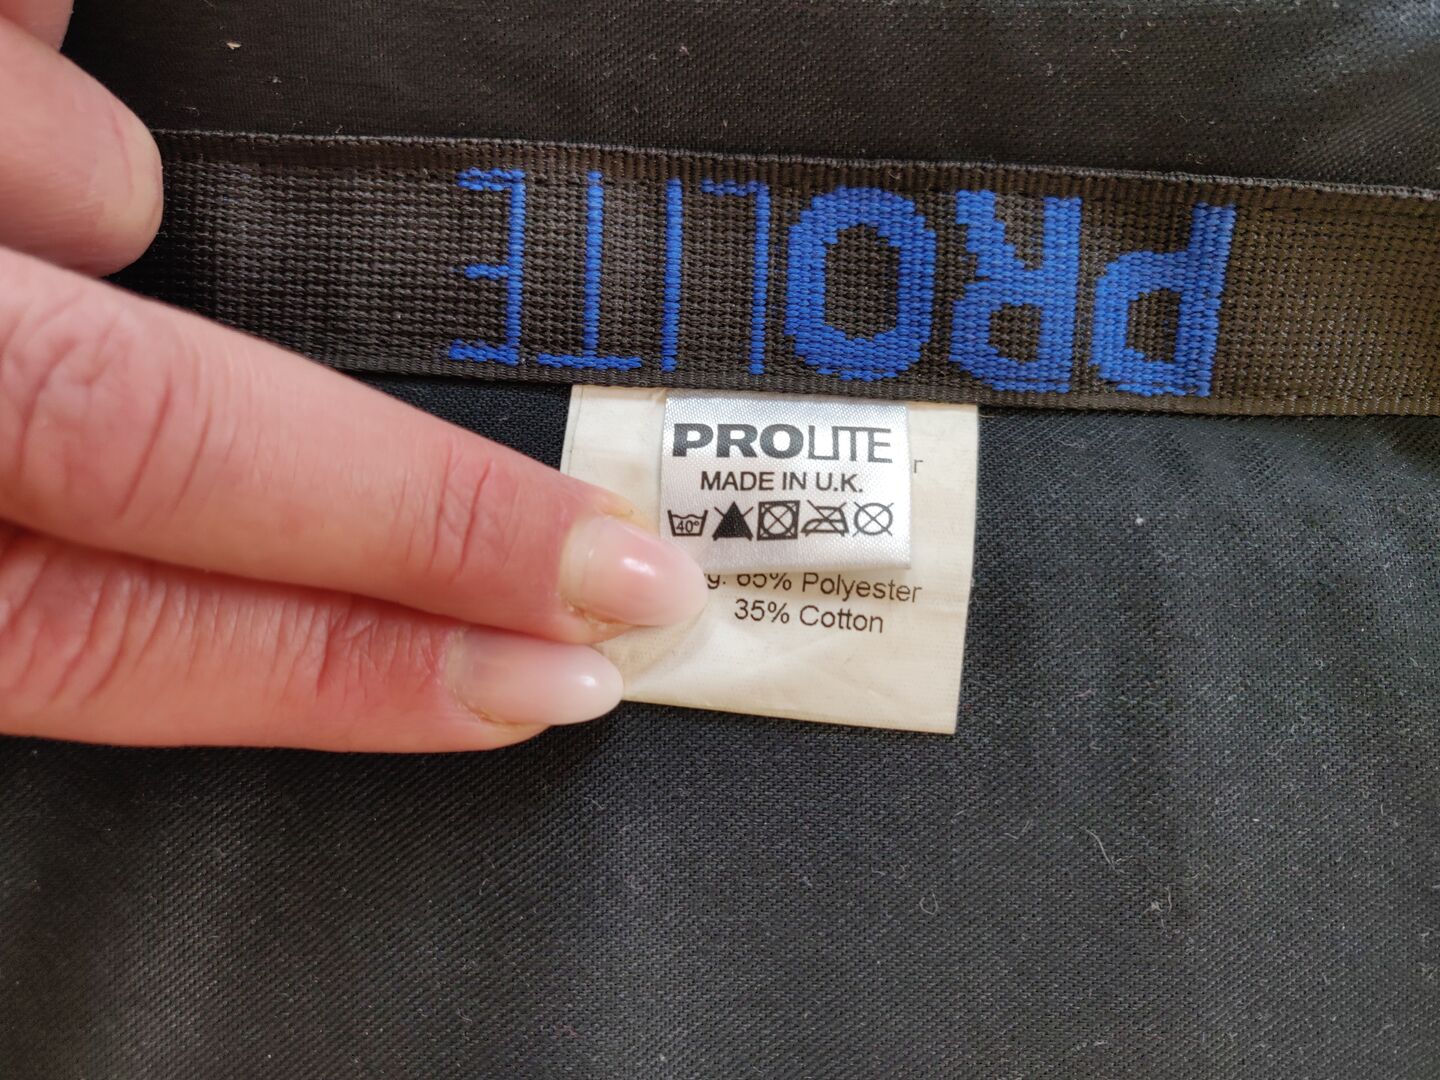 PROLITE
PROLITE
MADE IN U.K.
40°
65% Polyester
35% Cotton